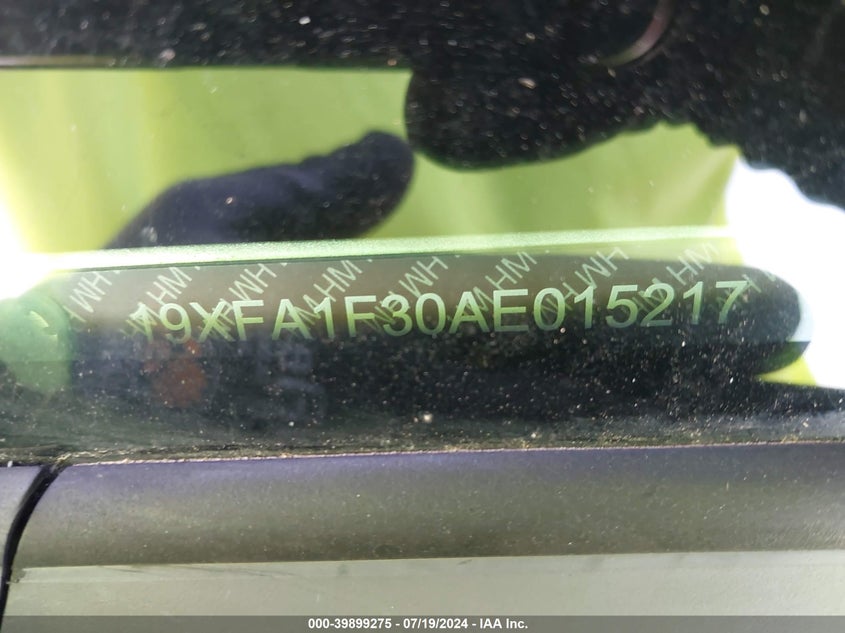 19XFA1F30AE015217
000-39899275 - 07/19/2024 - IAA Inc.